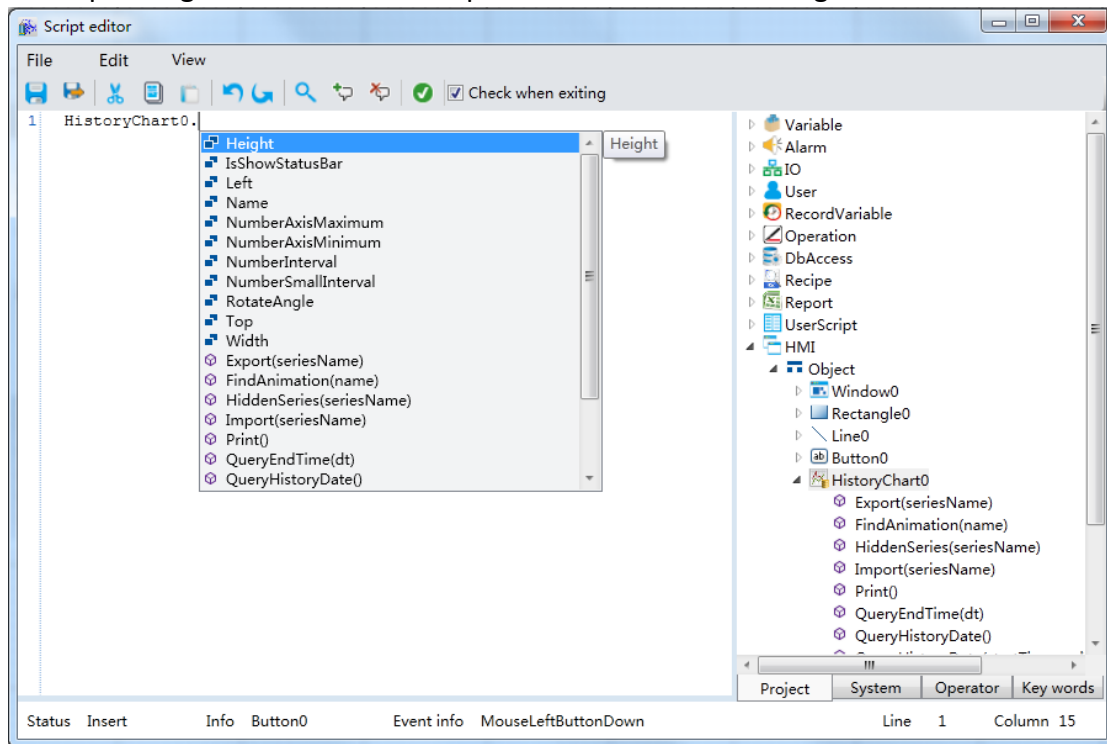 Script editor
File Edit View
Check when exiting
1 HistoryChart0.
Height
IsShowStatusBar
Left
Name
NumberAxisMaximum
NumberAxisMinimum
NumberInterval
NumberSmallInterval
RotateAngle
Top
Width
Export(seriesName)
FindAnimation(name)
HiddenSeries(seriesName)
Import(seriesName)
Print()
QueryEndTime(dt)
QueryHistoryDate()
Height
Variable
Alarm
IO
User
RecordVariable
Operation
DbAccess
Recipe
Report
UserScript
HMI
Object
Window0
Rectangle0
Line0
ab Button0
HistoryChart0
Export(seriesName)
FindAnimation(name)
HiddenSeries(seriesName)
Import(seriesName)
Print()
QueryEndTime(dt)
QueryHistoryDate()
Project System Operator Key words
Status Insert Info Button0 Event info MouseLeftButtonDown Line 1 Column 15